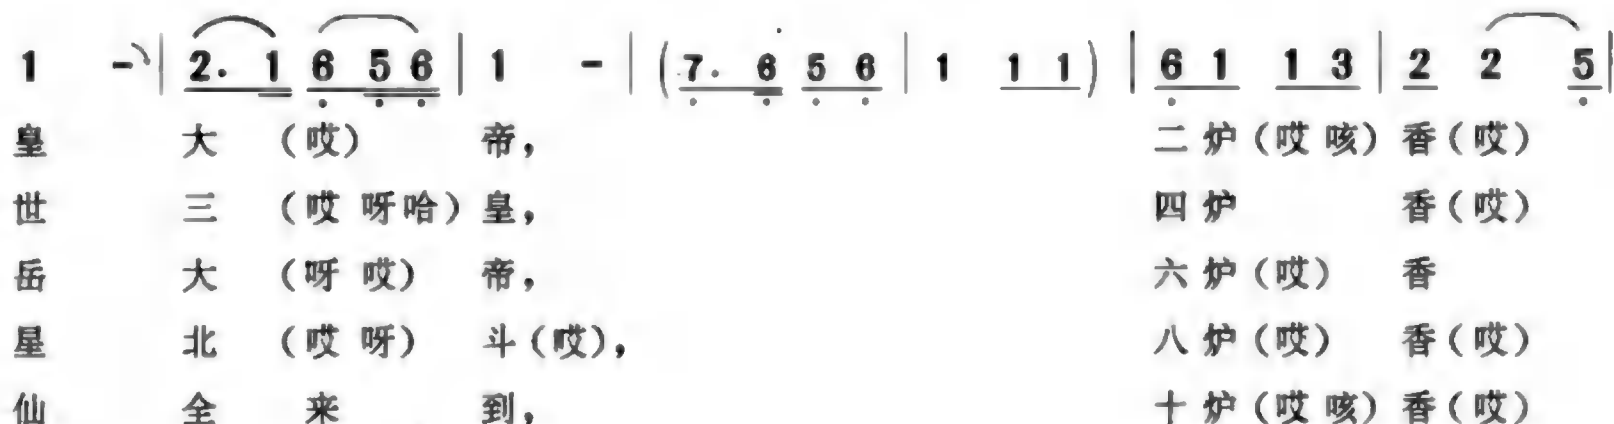 1 - | 2. 1 6 5 6 | 1 - | (7. 6 5 6 | 1 1 1) | 6 1 1 3 | 2 2 5 |
皇 大 (哎) 帝, 二 炉 (哎 咳) 香 (哎)
世 三 (哎 呀 哈) 皇, 四 炉 香 (哎)
岳 大 (呀 哎) 帝, 六 炉 (哎) 香
星 北 (哎 呀) 斗 (哎), 八 炉 (哎) 香 (哎)
仙 全 来 到, 十 炉 (哎 咳) 香 (哎)